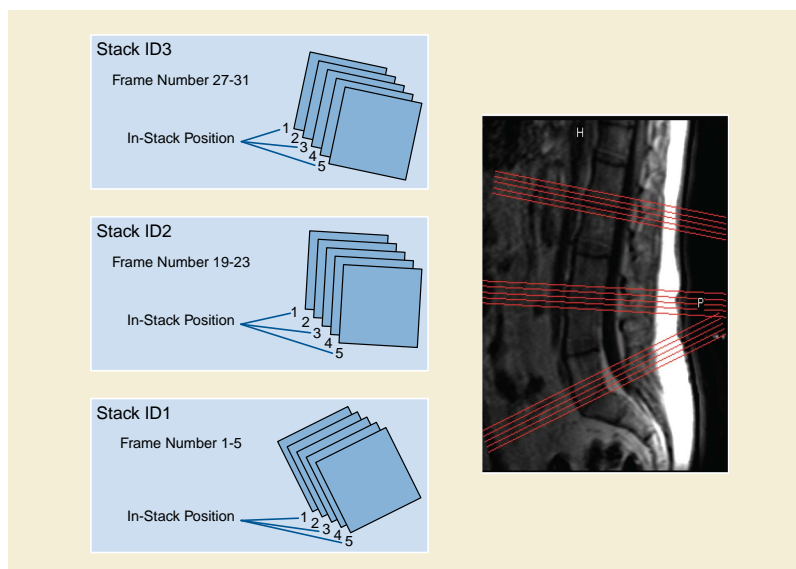 Stack ID3
Frame Number 27-31
In-Stack Position
1
2
3
4
5
Stack ID2
Frame Number 19-23
In-Stack Position
1
2
3
4
5
Stack ID1
Frame Number 1-5
In-Stack Position
1
2
3
4
5
H
P